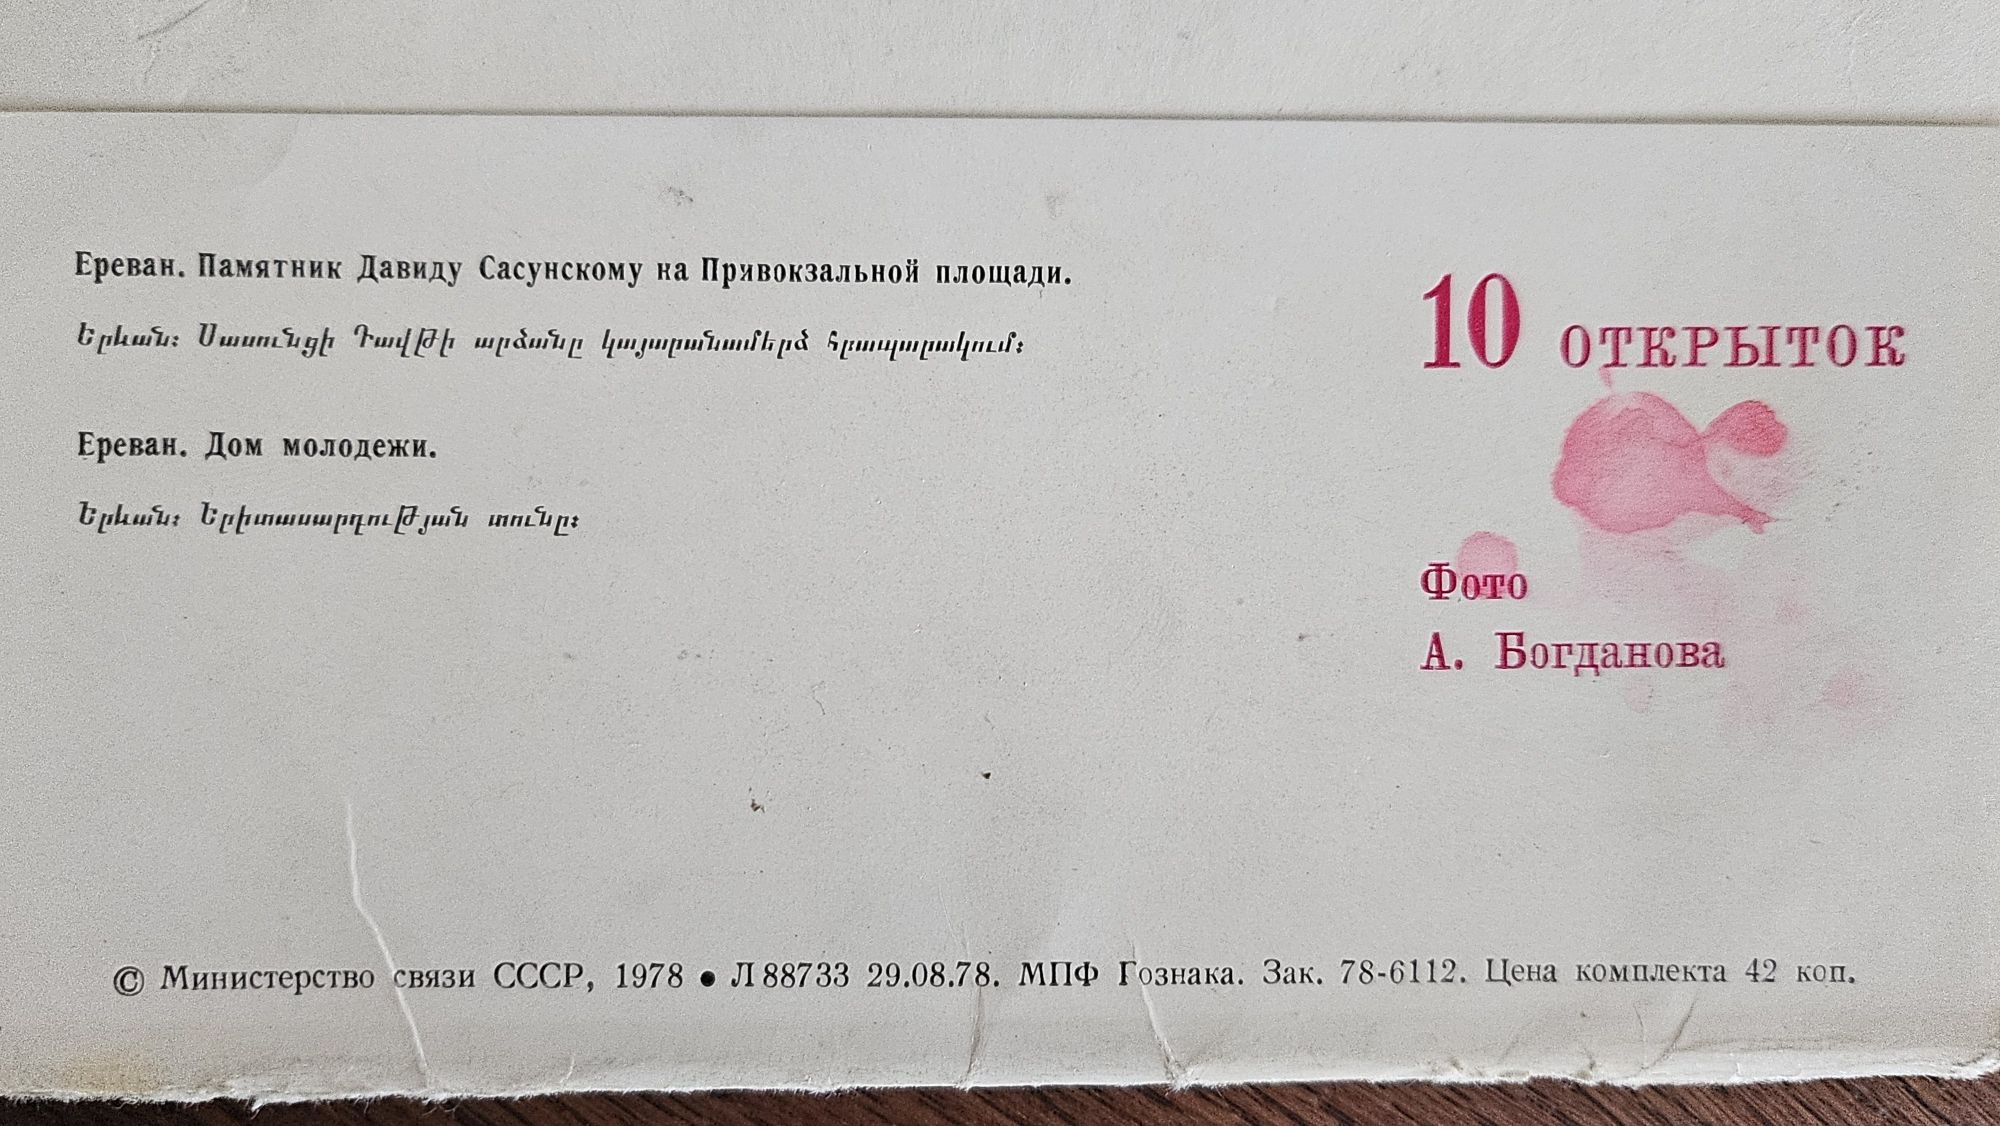 Ереван. Памятник Давиду Сасунскому на Привокзальной площади.
Երևան։ Սասունցի Դավթի արձանը կայարանամերձ հրապարակում։
Ереван. Дом молодежи.
Երևան։ Երիտասարդության տունը։
10 ОТКРЫТОК
Фото
А. Богданова
© Министерство связи СССР, 1978 • Л 88733 29.08.78. МПФ Гознака. Зак. 78-6112. Цена комплекта 42 коп.